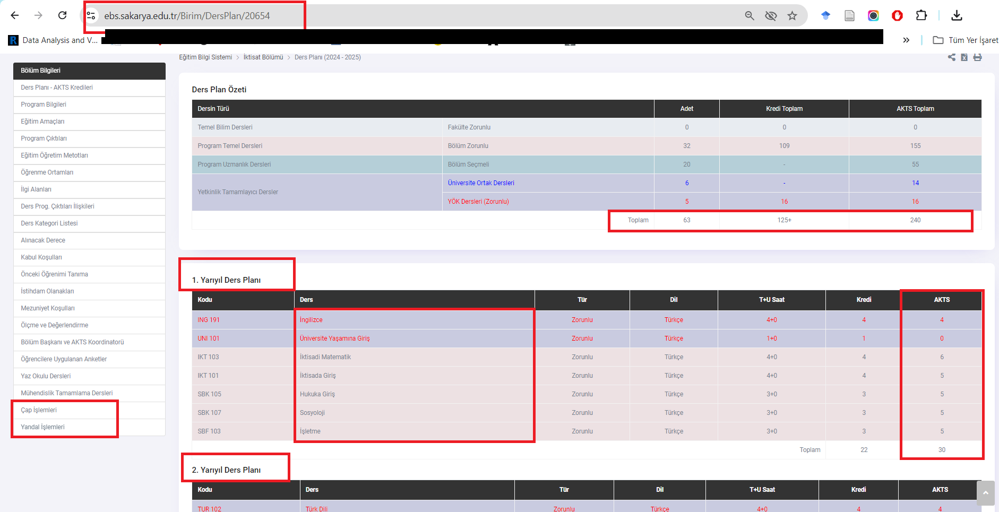 ebs.sakarya.edu.tr/Birim/DersPlan/20654
Data Analysis and V...
Tüm Yer İşaret
Eğitim Bilgi Sistemi > İktisat Bölümü > Ders Planı (2024 - 2025)
Bölüm Bilgileri
Ders Planı - AKTS Kredileri
Program Bilgileri
Eğitim Amaçları
Program Çıktıları
Eğitim Öğretim Metotları
Öğrenme Ortamları
İlgi Alanları
Ders Prog. Çıktıları İlişkileri
Ders Kategori Listesi
Alınacak Derece
Kabul Koşulları
Önceki Öğrenimi Tanıma
İstihdam Olanakları
Mezuniyet Koşulları
Ölçme ve Değerlendirme
Bölüm Başkanı ve AKTS Koordinatörü
Öğrencilere Uygulanan Anketler
Yaz Okulu Dersleri
Mühendislik Tamamlama Dersleri
Çap İşlemleri
Yandal İşlemleri
Ders Plan Özeti
Dersin Türü Adet Kredi Toplam AKTS Toplam
Temel Bilim Dersleri Fakülte Zorunlu 0 0 0
Program Temel Dersleri Bölüm Zorunlu 32 109 155
Program Uzmanlık Dersleri Bölüm Seçmeli 20 - 55
Yetkinlik Tamamlayıcı Dersler
Üniversite Ortak Dersleri 6 - 14
YÖK Dersleri (Zorunlu) 5 16 16
Toplam 63 125+ 240
1. Yarıyıl Ders Planı
Kodu Ders Tür Dil T+U Saat Kredi AKTS
ING 191 İngilizce Zorunlu Türkçe 4+0 4 4
UNI 101 Üniversite Yaşamına Giriş Zorunlu Türkçe 1+0 1 0
IKT 103 İktisadi Matematik Zorunlu Türkçe 4+0 4 6
IKT 101 İktisada Giriş Zorunlu Türkçe 4+0 4 5
SBK 105 Hukuka Giriş Zorunlu Türkçe 3+0 3 5
SBK 107 Sosyoloji Zorunlu Türkçe 3+0 3 5
SBF 103 İşletme Zorunlu Türkçe 3+0 3 5
Toplam 22 30
2. Yarıyıl Ders Planı
Kodu Ders Tür Dil T+U Saat Kredi AKTS
TUR 102 Türk Dili Zorunlu Türkçe 4+0 4 4